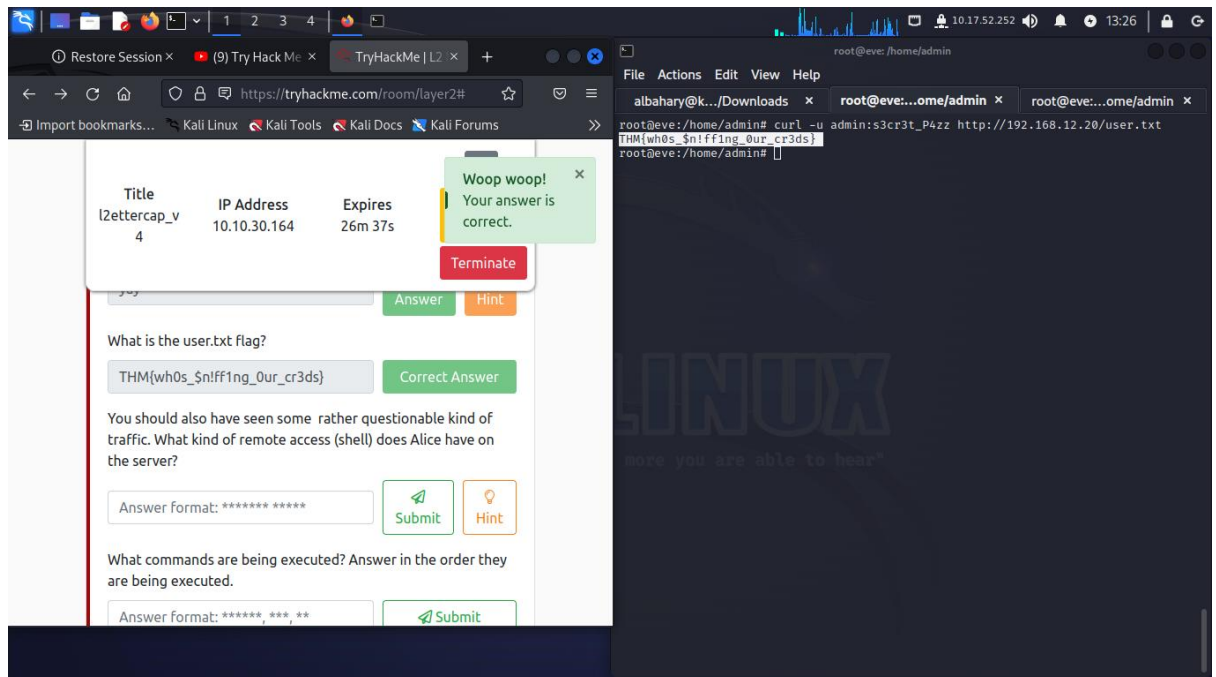 1 2 3 4
10.17.52.252
13:26
Restore Session ×
(9) Try Hack Me ×
TryHackMe | L2 ×
+
https://tryhackme.com/room/layer2#
Import bookmarks...
Kali Linux
Kali Tools
Kali Docs
Kali Forums
»
Title
IP Address
Expires
l2ettercap_v
4
10.10.30.164
26m 37s
Woop woop! ×
Your answer is
correct.
Terminate
Answer
Hint
What is the user.txt flag?
THM{wh0s_$n!ff1ng_0ur_cr3ds}
Correct Answer
You should also have seen some rather questionable kind of
traffic. What kind of remote access (shell) does Alice have on
the server?
Answer format: ******* *****
Submit
Hint
What commands are being executed? Answer in the order they
are being executed.
Answer format: ******, ***, **
Submit
root@eve: /home/admin
File Actions Edit View Help
albahary@k.../Downloads ×
root@eve:...ome/admin ×
root@eve:...ome/admin ×
root@eve:/home/admin# curl -u admin:s3cr3t_P4zz http://192.168.12.20/user.txt
THM{wh0s_$n!ff1ng_0ur_cr3ds}
root@eve:/home/admin#
LINUX
more you are able to hear"